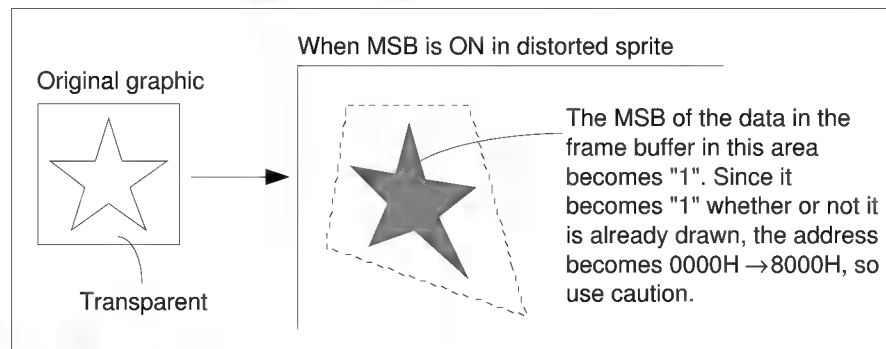 When MSB is ON in distorted sprite
Original graphic
Transparent
The MSB of the data in the
frame buffer in this area
becomes "1". Since it
becomes "1" whether or not it
is already drawn, the address
becomes 0000H →8000H, so
use caution.